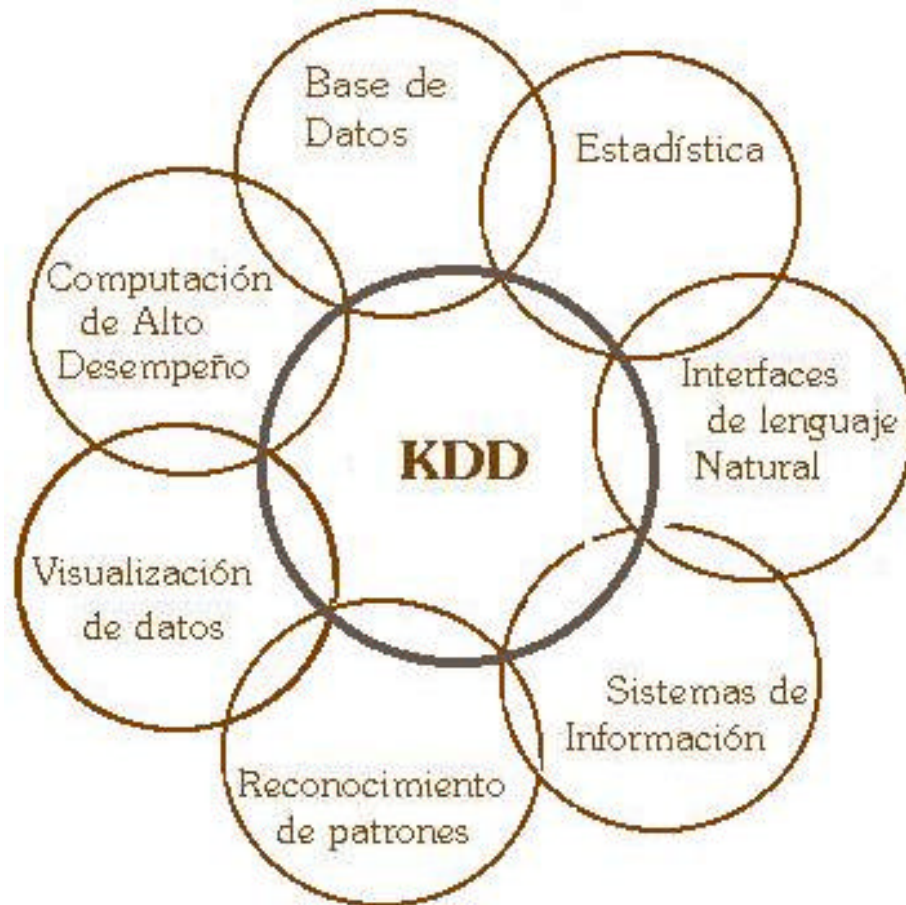 Base de
Datos
Estadística
Computación
de Alto
Desempeño
Interfaces
de lenguaje
Natural
KDD
Visualización
de datos
Sistemas de
Información
Reconocimiento
de patrones